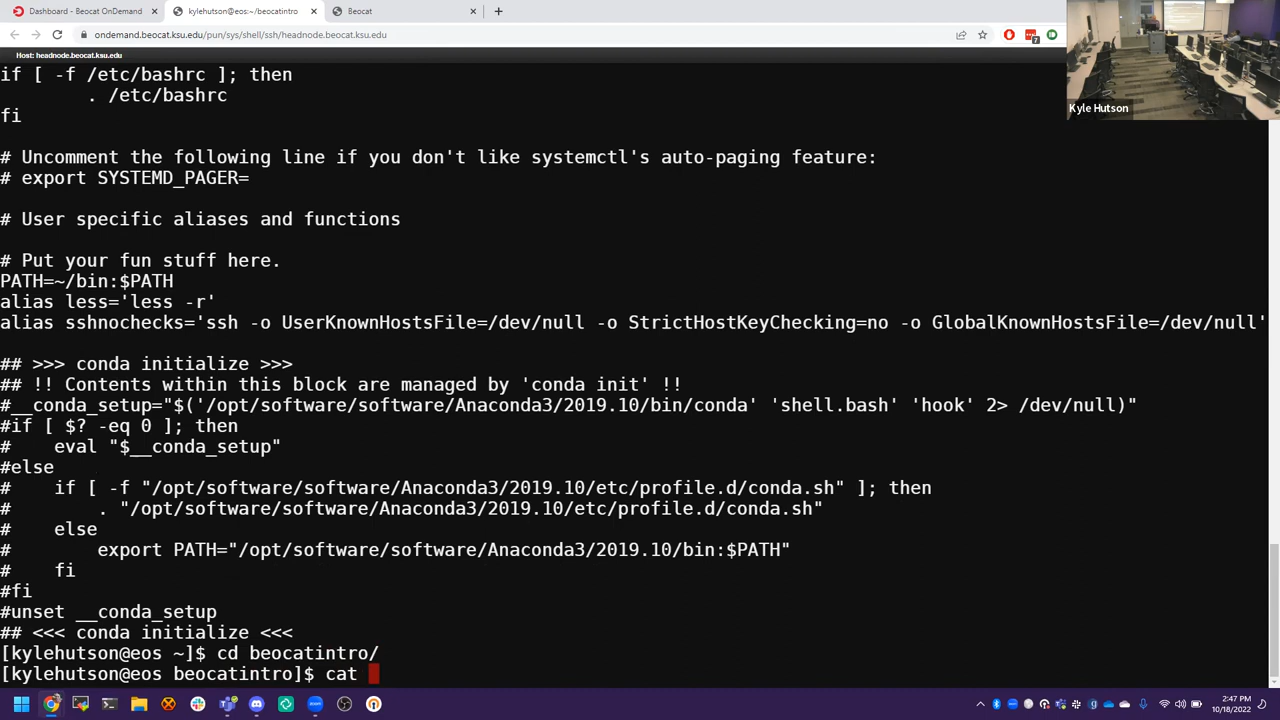 Dashboard - Beocat OnDemand
kylehutson@eos:~/beocatintro
Beocat
ondemand.beocat.ksu.edu/pun/sys/shell/ssh/headnode.beocat.ksu.edu
7
Host: headnode.beocat.ksu.edu
Kyle Hutson
if [ -f /etc/bashrc ]; then
        . /etc/bashrc
fi
# Uncomment the following line if you don't like systemctl's auto-paging feature:
# export SYSTEMD_PAGER=
# User specific aliases and functions
# Put your fun stuff here.
PATH=~/bin:$PATH
alias less='less -r'
alias sshnochecks='ssh -o UserKnownHostsFile=/dev/null -o StrictHostKeyChecking=no -o GlobalKnownHostsFile=/dev/null'
## >>> conda initialize >>>
## !! Contents within this block are managed by 'conda init' !!
#__conda_setup="$('/opt/software/software/Anaconda3/2019.10/bin/conda' 'shell.bash' 'hook' 2> /dev/null)"
#if [ $? -eq 0 ]; then
#    eval "$__conda_setup"
#else
#    if [ -f "/opt/software/software/Anaconda3/2019.10/etc/profile.d/conda.sh" ]; then
#        . "/opt/software/software/Anaconda3/2019.10/etc/profile.d/conda.sh"
#    else
#        export PATH="/opt/software/software/Anaconda3/2019.10/bin:$PATH"
#    fi
#fi
#unset __conda_setup
## <<< conda initialize <<<
[kylehutson@eos ~]$ cd beocatintro/
[kylehutson@eos beocatintro]$ cat
2:47 PM
10/18/2022